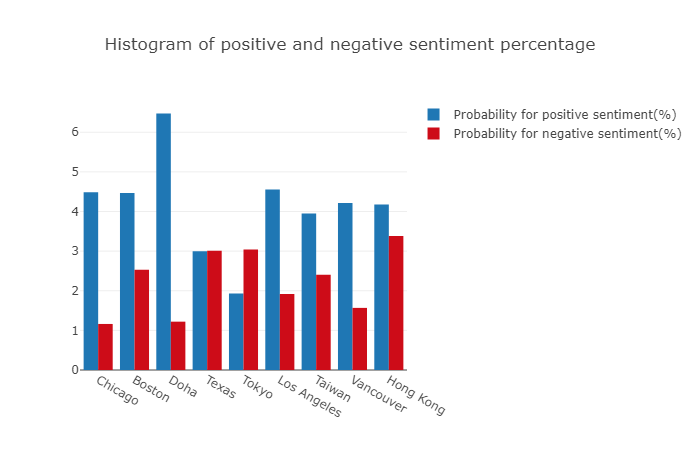 Histogram of positive and negative sentiment percentage
Probability for positive sentiment(%)
Probability for negative sentiment(%)
6
5
4
3
2
1
0
Chicago
Boston
Doha
Texas
Tokyo
Los Angeles
Taiwan
Vancouver
Hong Kong